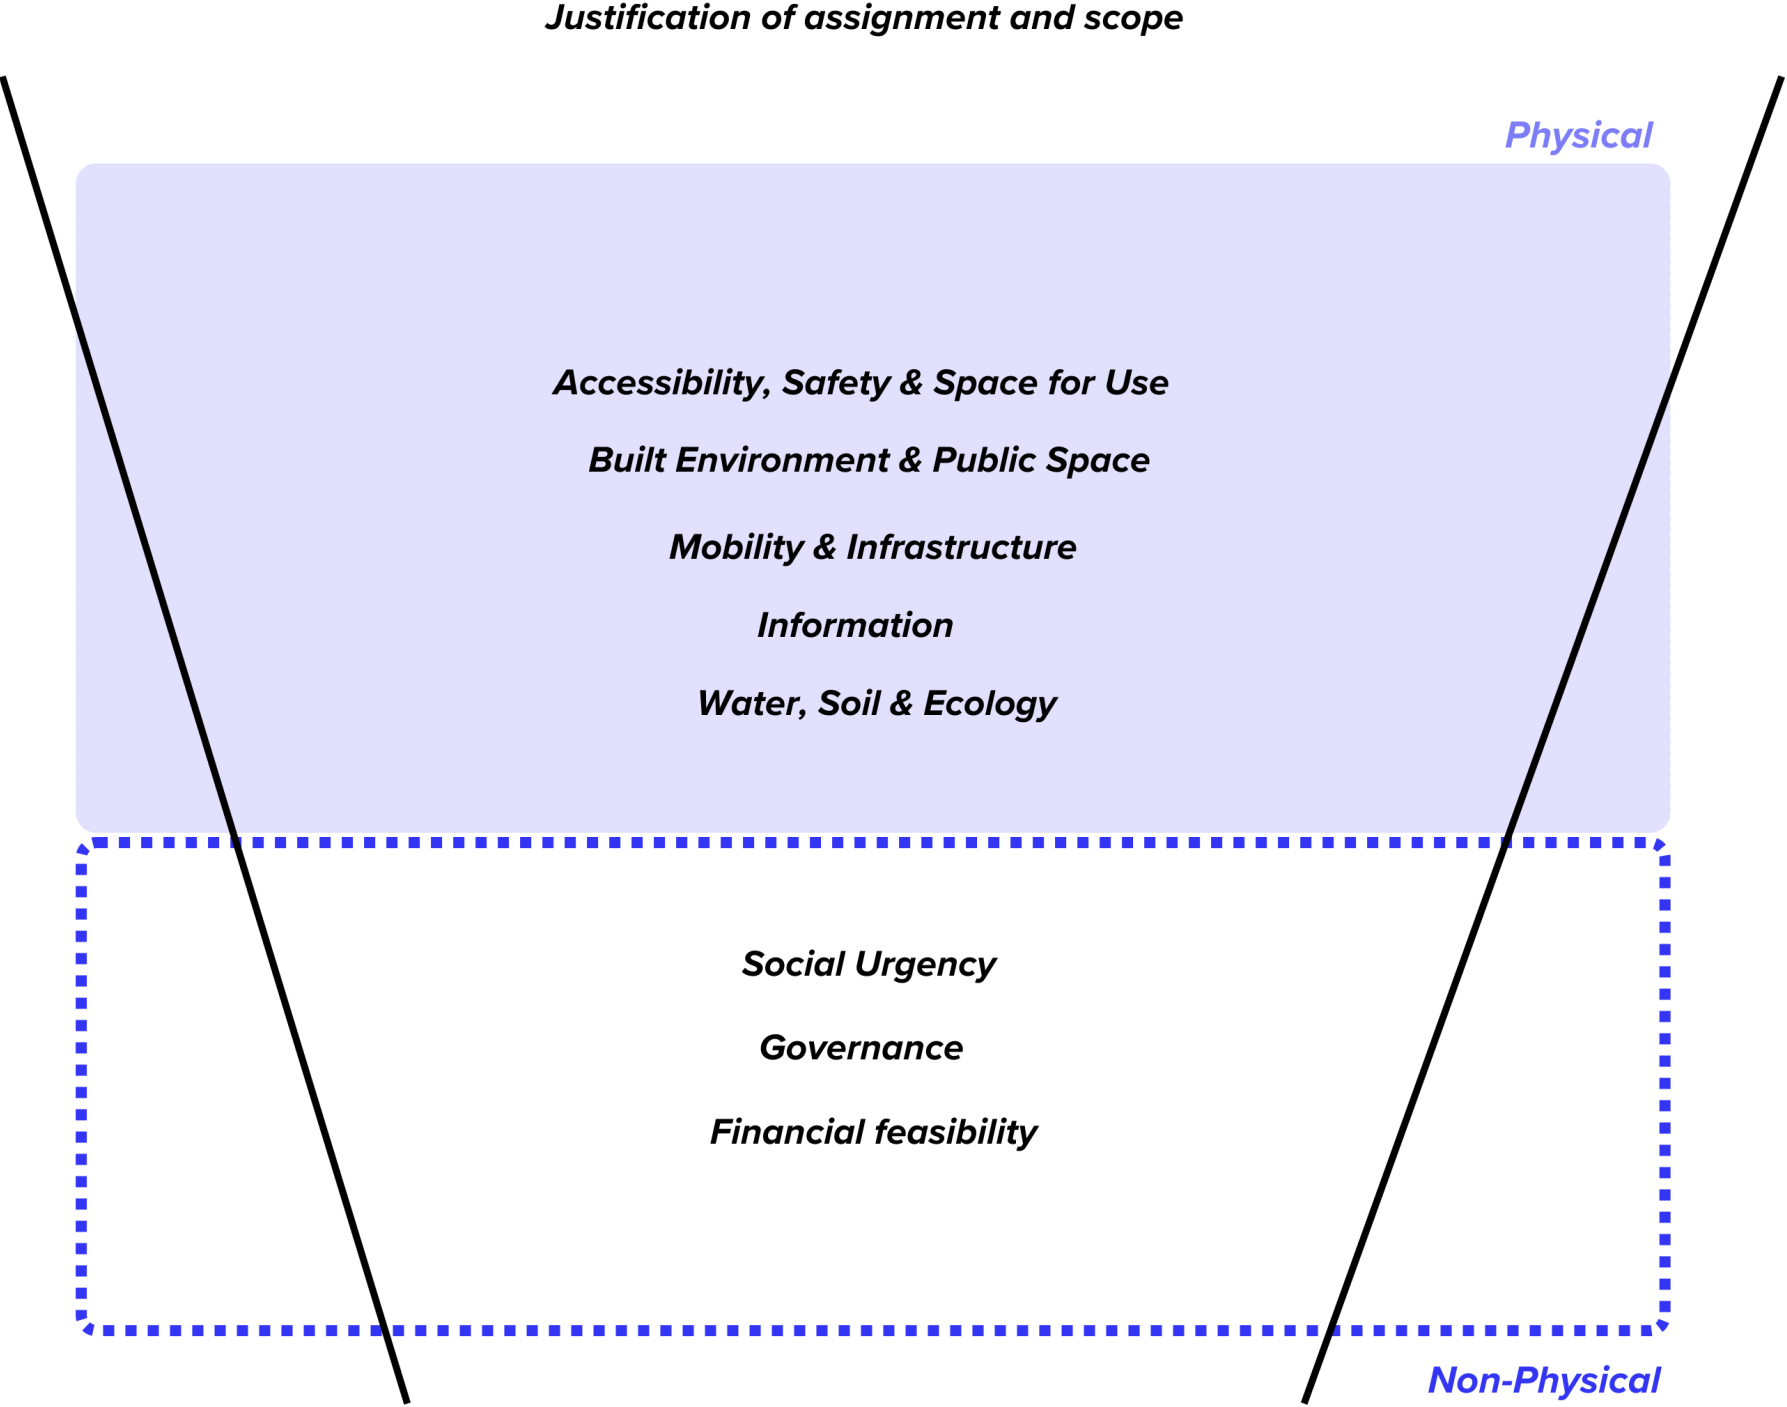 Justification of assignment and scope
Physical
Accessibility, Safety & Space for Use
Built Environment & Public Space
Mobility & Infrastructure
Information
Water, Soil & Ecology
Social Urgency
Governance
Financial feasibility
Non-Physical